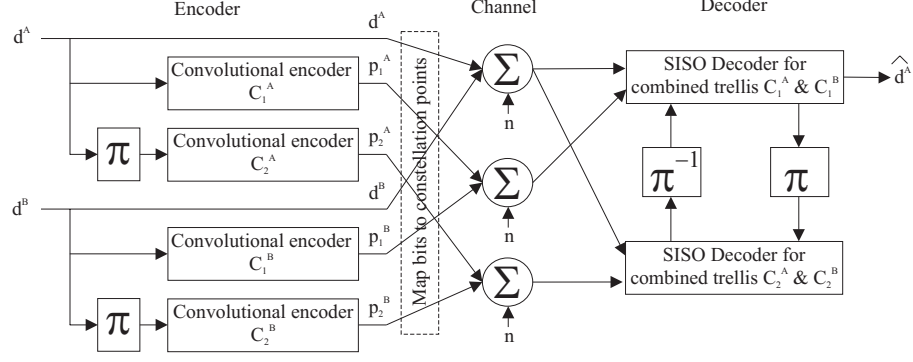 Encoder
Channel
Decoder
d^A
d^A
Convolutional encoder
C_1^A
p_1^A
π
Convolutional encoder
C_2^A
p_2^A
d^B
d^B
Convolutional encoder
C_1^B
p_1^B
π
Convolutional encoder
C_2^B
p_2^B
Map bits to constellation points
Σ
n
Σ
n
Σ
n
SISO Decoder for
combined trellis C_1^A & C_1^B
\hat{d^A}
π^{-1}
π
SISO Decoder for
combined trellis C_2^A & C_2^B